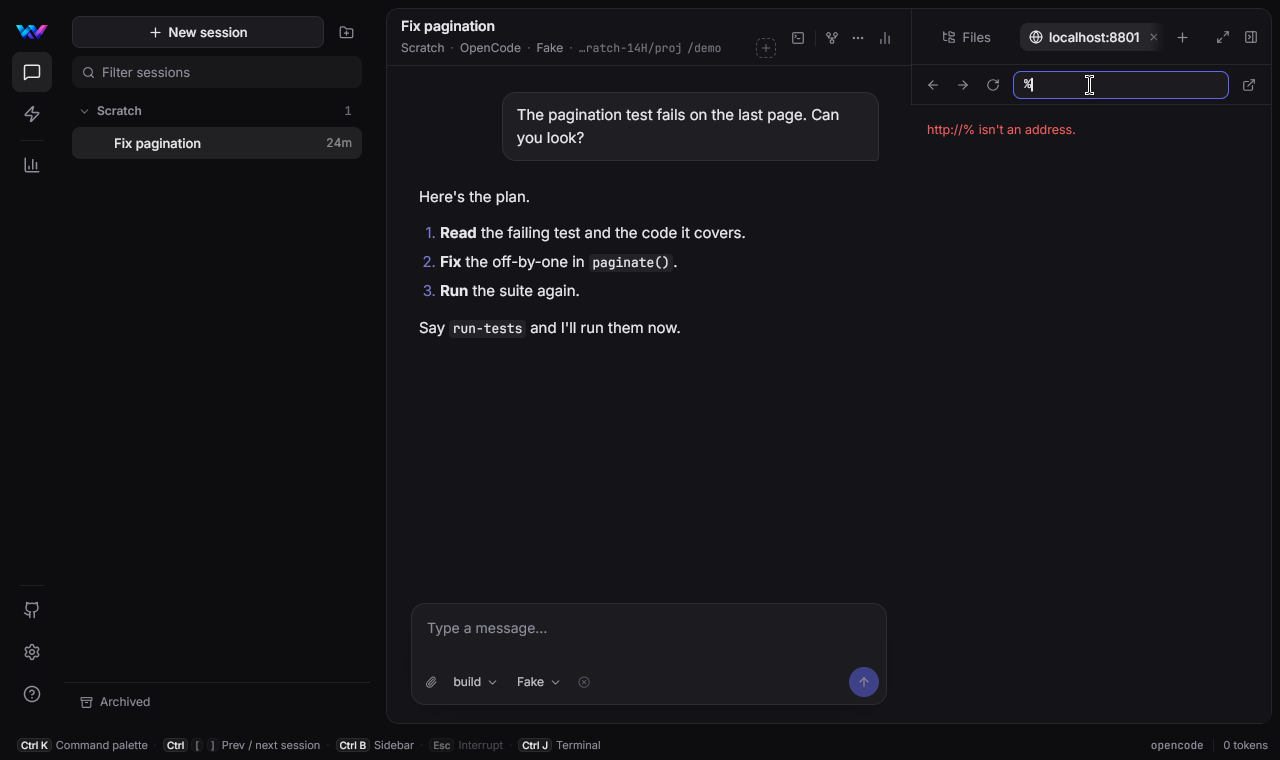 New session
Filter sessions
Scratch 1
Fix pagination 24m
Archived
Fix pagination
Scratch · OpenCode · Fake · …ratch-14H/proj /demo
The pagination test fails on the last page. Can
you look?
Here's the plan.
1. Read the failing test and the code it covers.
2. Fix the off-by-one in paginate().
3. Run the suite again.
Say run-tests and I'll run them now.
Type a message...
build Fake
Files localhost:8801
%
http://% isn't an address.
Ctrl K Command palette · Ctrl [ ] Prev / next session · Ctrl B Sidebar · Esc Interrupt · Ctrl J Terminal
opencode 0 tokens